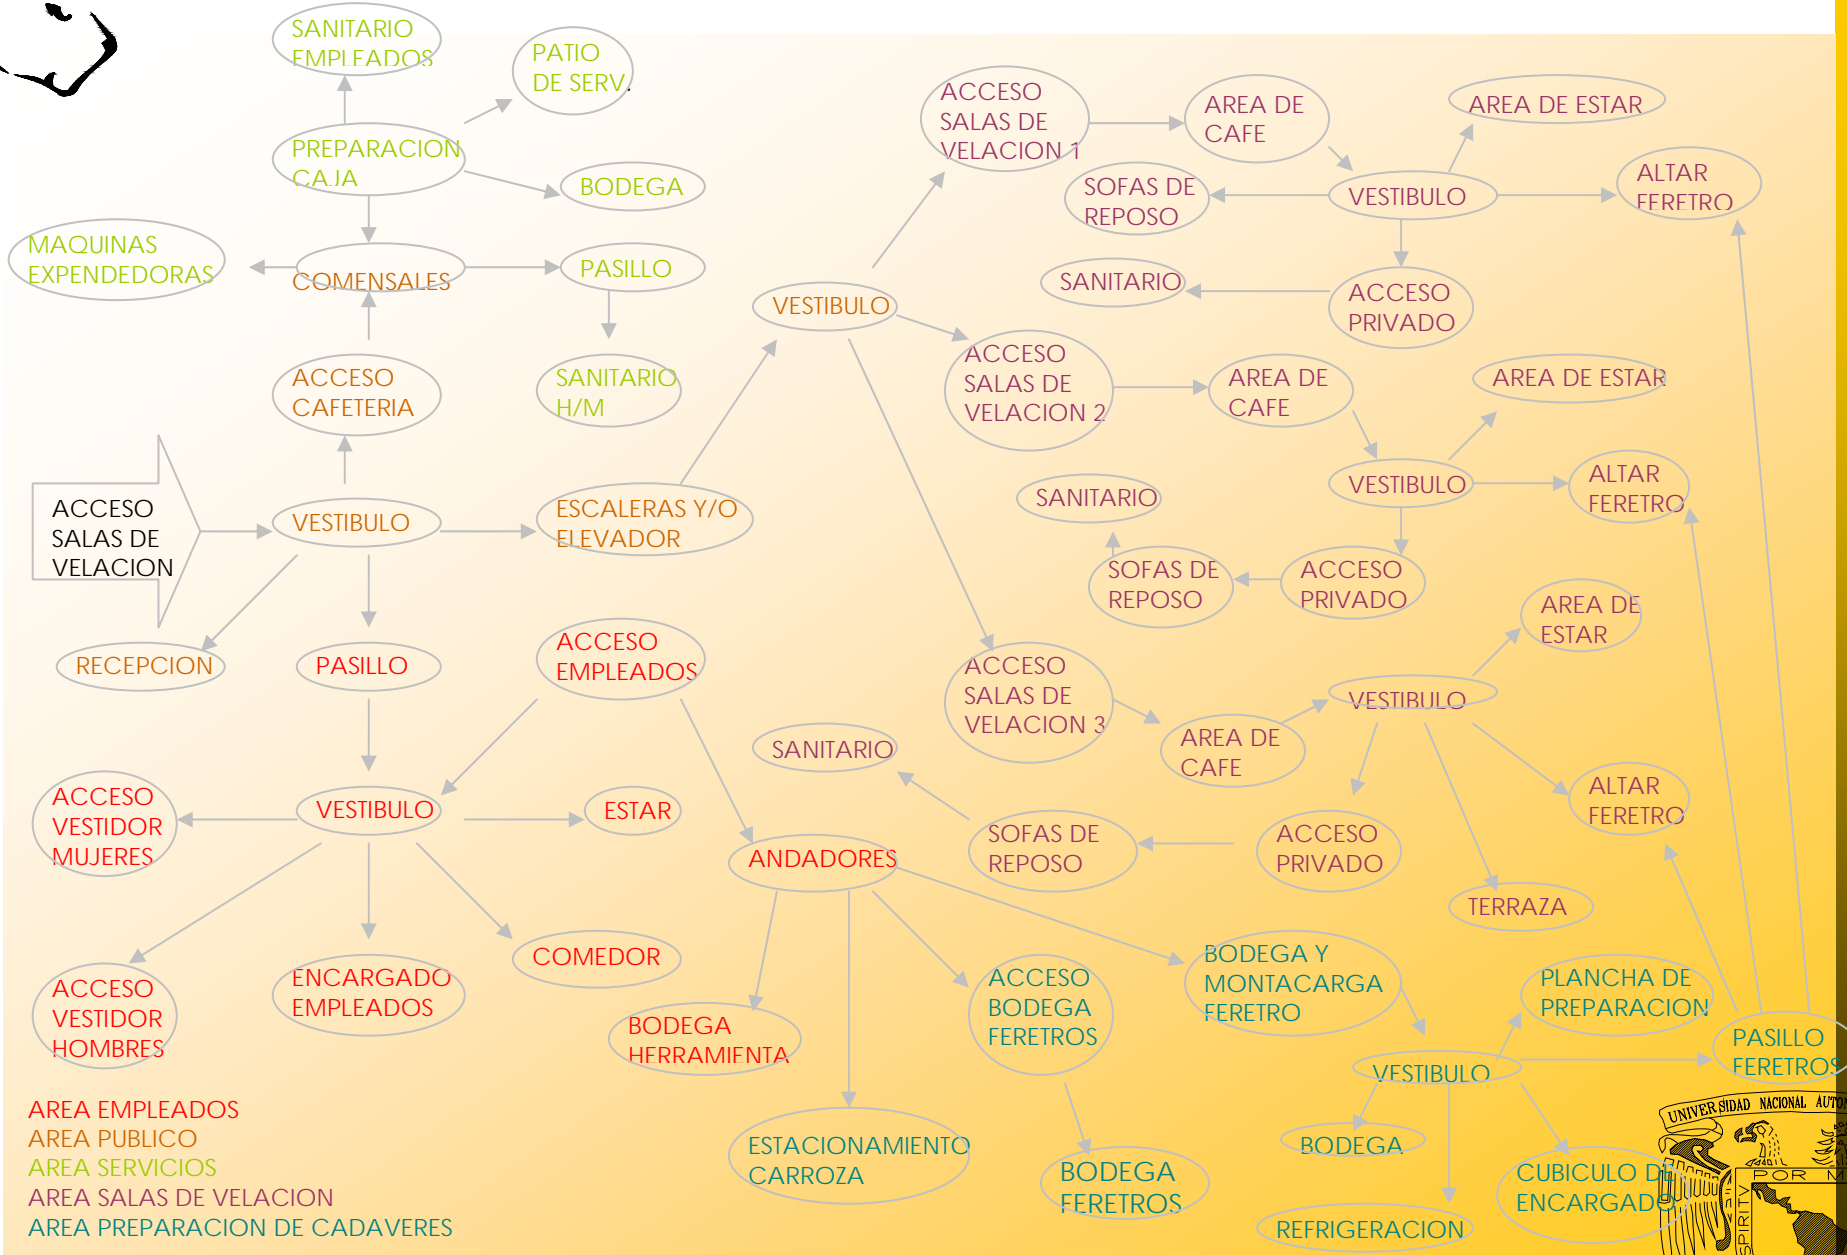 SANITARIO
EMPLEADOS
PATIO
DE SERV.
PREPARACION
CAJA
BODEGA
MAQUINAS
EXPENDEDORAS
COMENSALES
PASILLO
ACCESO
CAFETERIA
SANITARIO
H/M
ACCESO
SALAS DE
VELACION
VESTIBULO
ESCALERAS Y/O
ELEVADOR
RECEPCION
PASILLO
ACCESO
EMPLEADOS
ACCESO
VESTIDOR
MUJERES
VESTIBULO
ESTAR
ACCESO
VESTIDOR
HOMBRES
ENCARGADO
EMPLEADOS
COMEDOR
VESTIBULO
ACCESO
SALAS DE
VELACION 1
AREA DE
CAFE
AREA DE ESTAR
SOFAS DE
REPOSO
VESTIBULO
ALTAR
FERETRO
SANITARIO
ACCESO
PRIVADO
ACCESO
SALAS DE
VELACION 2
AREA DE
CAFE
AREA DE ESTAR
SANITARIO
VESTIBULO
ALTAR
FERETRO
SOFAS DE
REPOSO
ACCESO
PRIVADO
ACCESO
SALAS DE
VELACION 3
AREA DE
CAFE
VESTIBULO
AREA DE
ESTAR
SANITARIO
SOFAS DE
REPOSO
ACCESO
PRIVADO
ALTAR
FERETRO
TERRAZA
ANDADORES
BODEGA
HERRAMIENTA
ACCESO
BODEGA
FERETROS
BODEGA Y
MONTACARGA
FERETRO
PLANCHA DE
PREPARACION
PASILLO
FERETROS
VESTIBULO
ESTACIONAMIENTO
CARROZA
BODEGA
FERETROS
BODEGA
REFRIGERACION
CUBICULO DE
ENCARGADO
AREA EMPLEADOS
AREA PUBLICO
AREA SERVICIOS
AREA SALAS DE VELACION
AREA PREPARACION DE CADAVERES
UNIVERSIDAD NACIONAL AUTON
POR M
SPIRITV